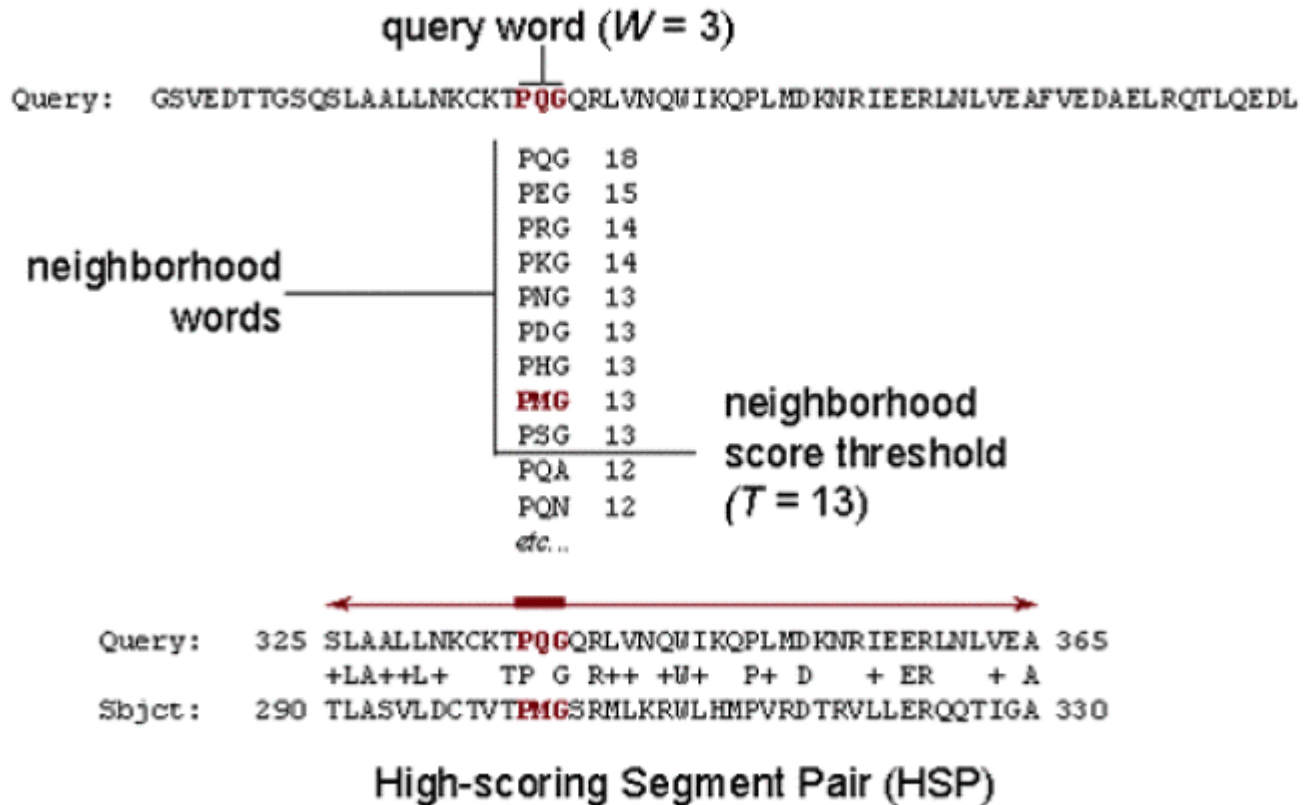 query word (W = 3)
Query: GSVEDTTGSQSLAALLNKCKTPQGQRLVNQWIKQPLMDKNRIEERLNLVEAFVEDAELRQTLQEDL
PQG 18
PEG 15
PRG 14
PKG 14
neighborhood
words
PNG 13
PDG 13
PHG 13
PMG 13
PSG 13
neighborhood
score threshold
(T = 13)
PQA 12
PQN 12
etc...
Query: 325 SLAALLNKCKTPQGQRLVNQWIKQPLMDKNRIEERLNLVEA 365
+LA++L+ TP G R++ +W+ P+ D + ER + A
Sbjct: 290 TLASVLDCTVTPMGSRMLKRWLHMPVRDTRVLLERQQTIGA 330
High-scoring Segment Pair (HSP)